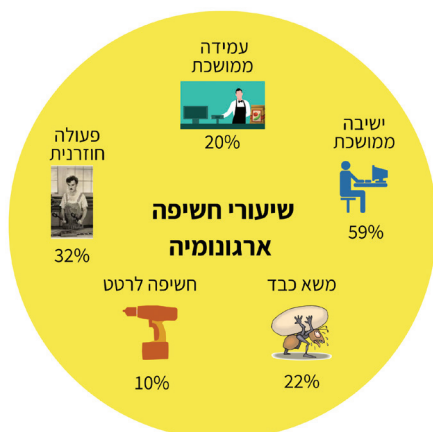 עמידה
ממושכת
20%
ישיבה
ממושכת
59%
פעולה
חוזרנית
32%
שיעורי חשיפה
ארגונומיה
משא כבד
22%
חשיפה לרטט
10%